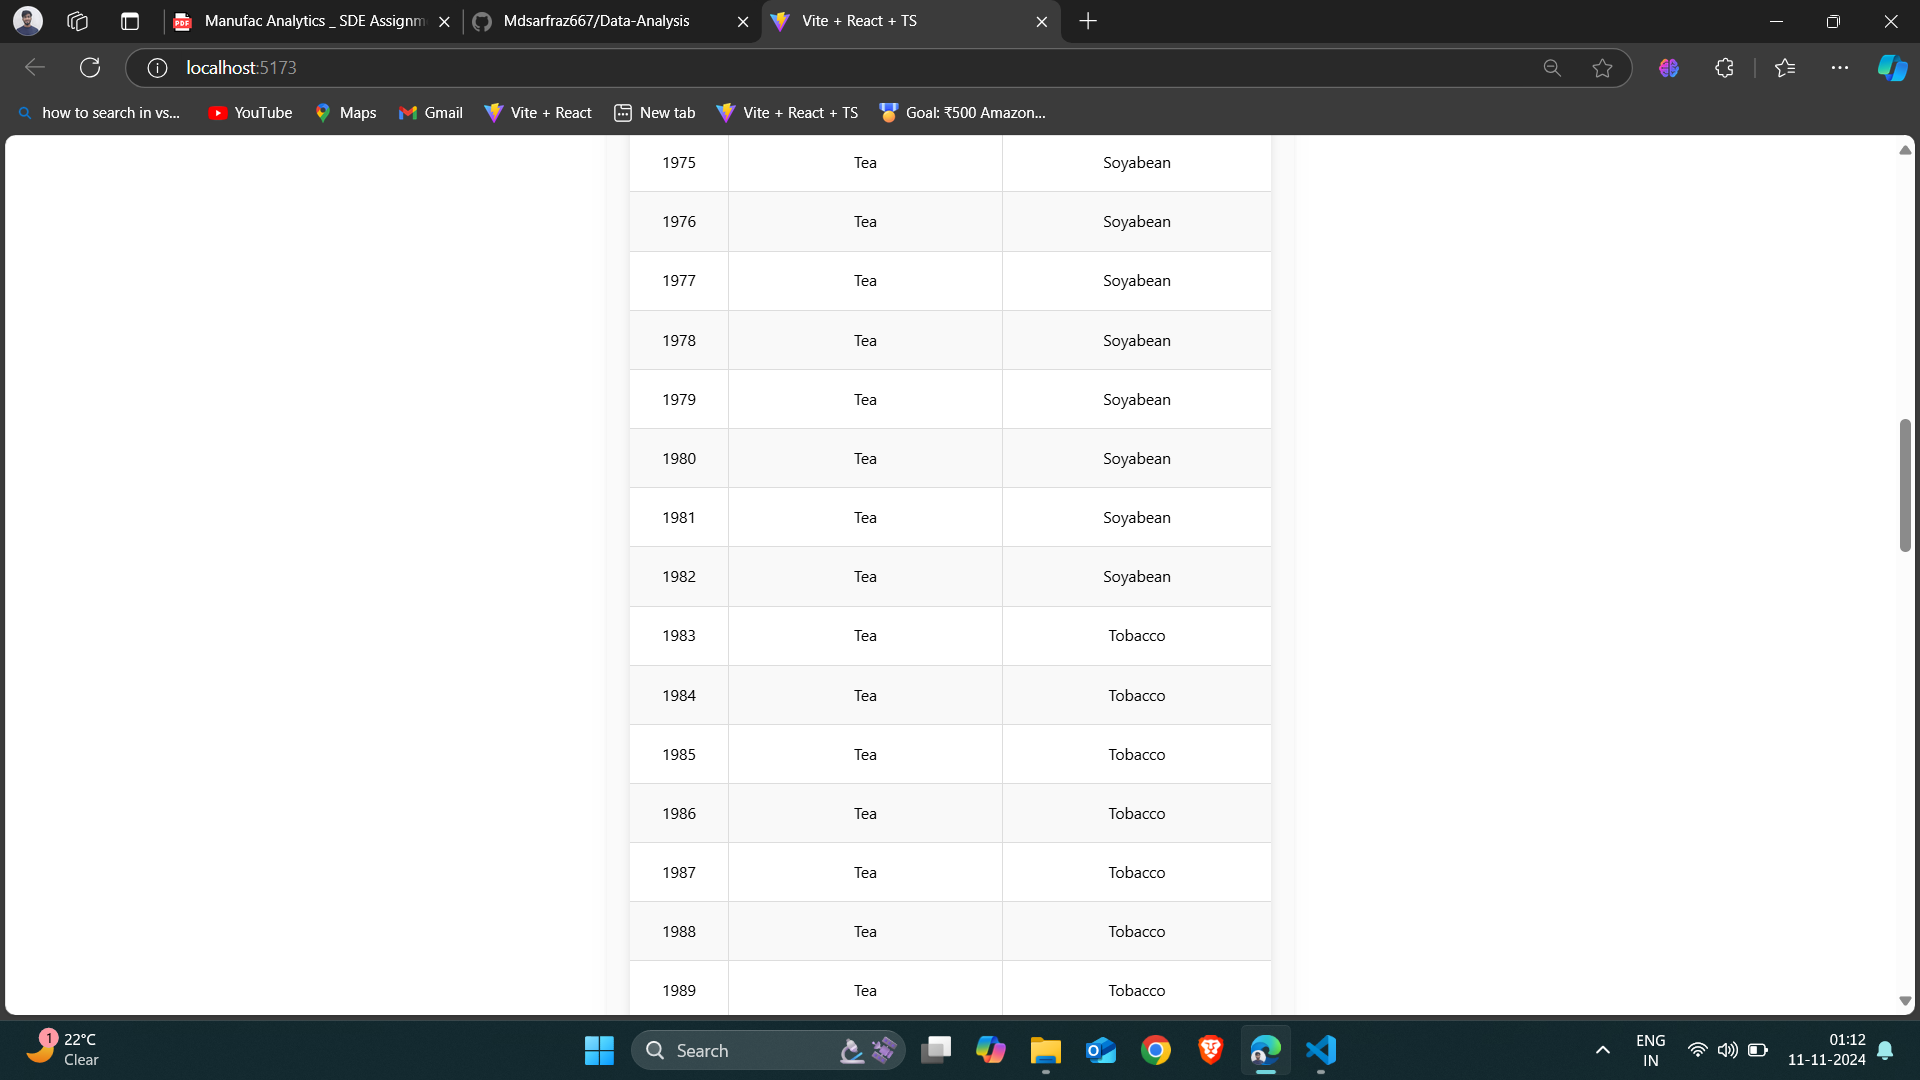 Manufac Analytics _ SDE Assignm
Mdsarfraz667/Data-Analysis
Vite + React + TS
localhost:5173
how to search in vs...
YouTube
Maps
Gmail
Vite + React
New tab
Vite + React + TS
Goal: ₹500 Amazon...
1975 Tea Soyabean
1976 Tea Soyabean
1977 Tea Soyabean
1978 Tea Soyabean
1979 Tea Soyabean
1980 Tea Soyabean
1981 Tea Soyabean
1982 Tea Soyabean
1983 Tea Tobacco
1984 Tea Tobacco
1985 Tea Tobacco
1986 Tea Tobacco
1987 Tea Tobacco
1988 Tea Tobacco
1989 Tea Tobacco
1
22°C
Clear
Search
ENG
IN
01:12
11-11-2024